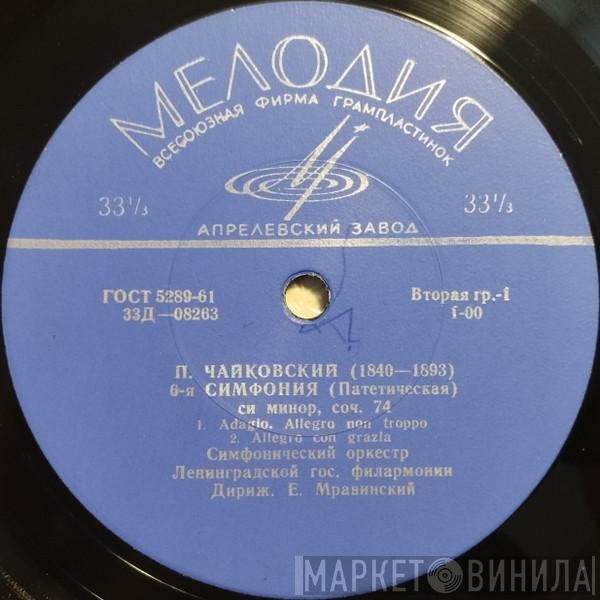 МЕЛОДИЯ
ВСЕСОЮЗНАЯ ФИРМА ГРАМПЛАСТИНОК
33⅓
33⅓
АПРЕЛЕВСКИЙ ЗАВОД
ГОСТ 5289-61
33Д—08263
Вторая гр.-1
1-00
П. ЧАЙКОВСКИЙ (1840—1893)
6-я СИМФОНИЯ (Патетическая)
си минор, соч. 74
1. Adagio. Allegro non troppo
2. Allegro con grazia
Симфонический оркестр
Ленинградской гос. филармонии
Дириж. Е. Мравинский
МАРКЕТ ВИНИЛА